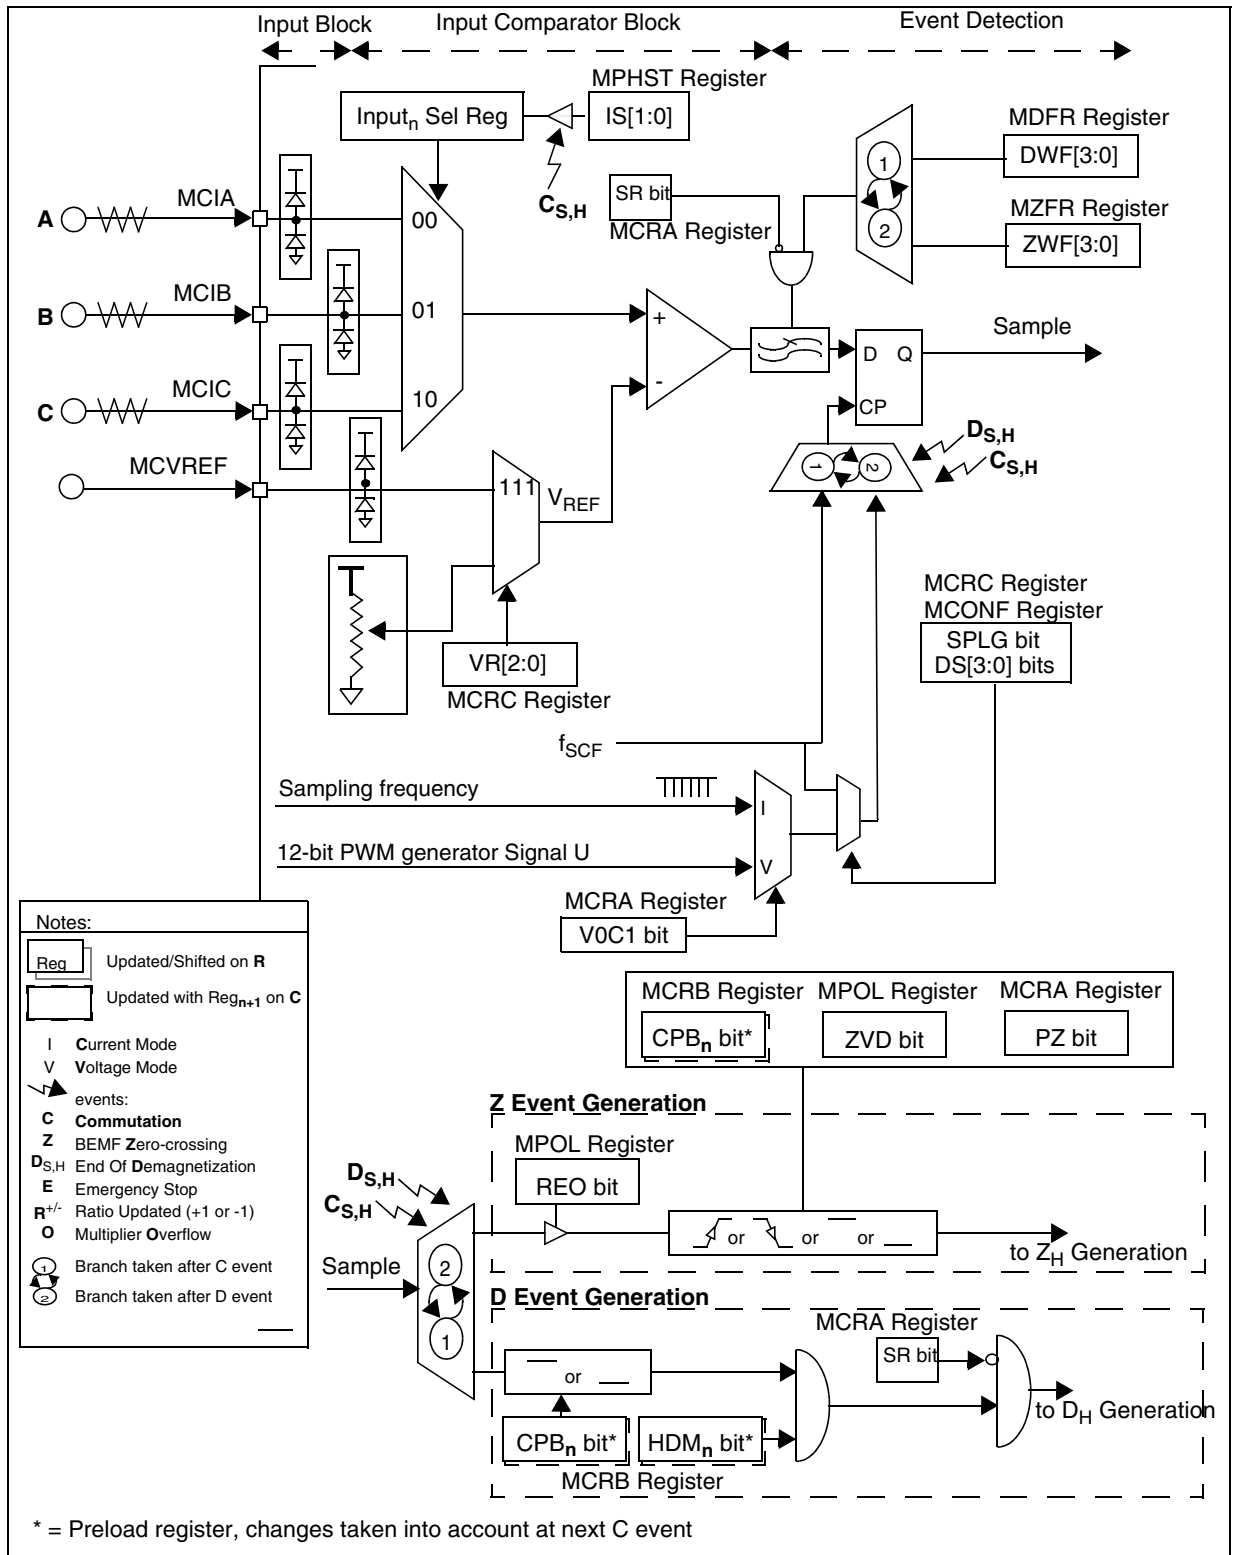 Input Block
Input Comparator Block
Event Detection
MPHST Register
Inputn Sel Reg
IS[1:0]
CS,H
SR bit
MCRA Register
MDFR Register
DWF[3:0]
MZFR Register
ZWF[3:0]
1
2
A
MCIA
00
B
MCIB
01
C
MCIC
10
MCVREF
111
VREF
+
-
D Q
CP
Sample
DS,H
CS,H
1
2
VR[2:0]
MCRC Register
MCRC Register
MCONF Register
SPLG bit
DS[3:0] bits
fSCF
Sampling frequency
I
12-bit PWM generator Signal U
V
MCRA Register
V0C1 bit
Notes:
Reg
Updated/Shifted on R
Updated with Regn+1 on C
I Current Mode
V Voltage Mode
events:
C Commutation
Z BEMF Zero-crossing
DS,H End Of Demagnetization
E Emergency Stop
R+/- Ratio Updated (+1 or -1)
O Multiplier Overflow
1 Branch taken after C event
2 Branch taken after D event
MCRB Register
MPOL Register
MCRA Register
CPBn bit*
ZVD bit
PZ bit
Z Event Generation
MPOL Register
REO bit
DS,H
CS,H
or
or
or
to ZH Generation
Sample
2
1
D Event Generation
MCRA Register
SR bit
or
to DH Generation
CPBn bit*
HDMn bit*
MCRB Register
* = Preload register, changes taken into account at next C event